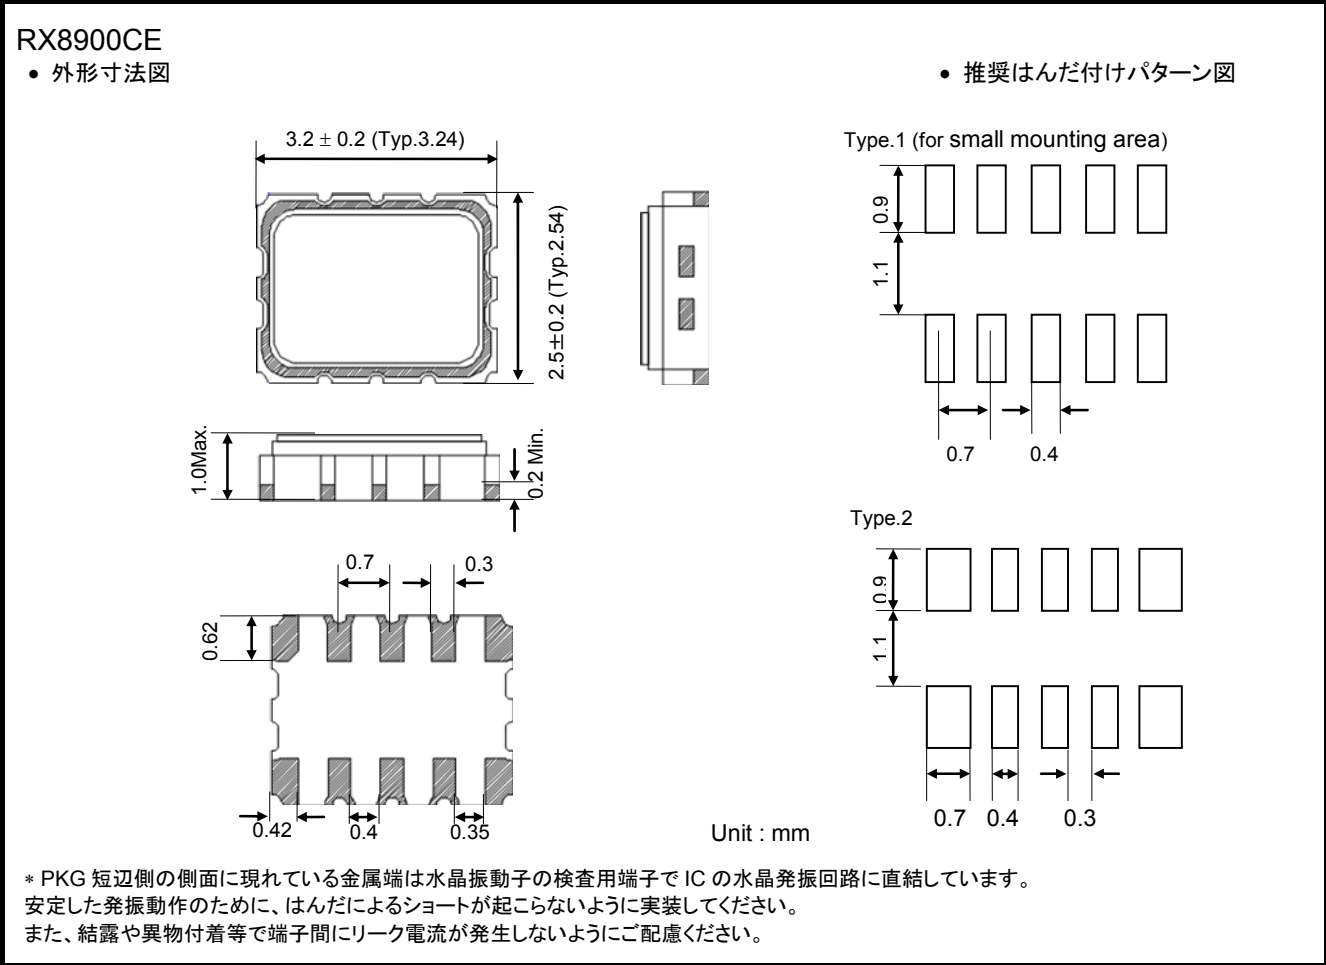 RX8900CE
• 外形寸法図
• 推奨はんだ付けパターン図
3.2 ± 0.2 (Typ.3.24)
2.5±0.2 (Typ.2.54)
1.0Max.
0.2 Min.
0.7
0.3
0.62
0.42
0.4
0.35
Type.1 (for small mounting area)
0.9
1.1
0.7
0.4
Type.2
0.9
1.1
0.7
0.4
0.3
Unit : mm
* PKG 短辺側の側面に現れている金属端は水晶振動子の検査用端子で IC の水晶発振回路に直結しています。
安定した発振動作のために、はんだによるショートが起こらないように実装してください。
また、結露や異物付着等で端子間にリーク電流が発生しないようにご配慮ください。